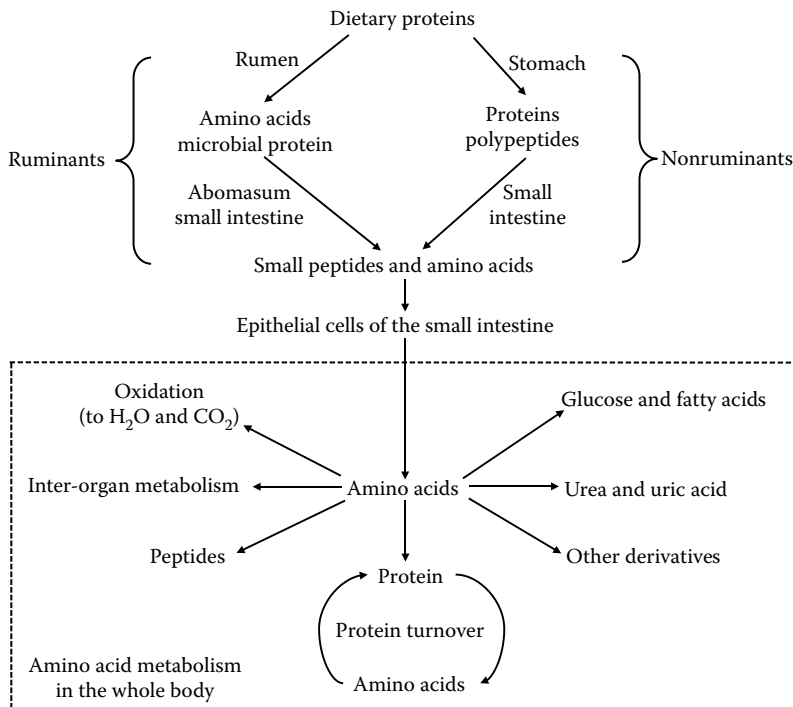 Dietary proteins
Rumen
Stomach
Amino acids
microbial protein
Proteins
polypeptides
Ruminants
Nonruminants
Abomasum
small intestine
Small
intestine
Small peptides and amino acids
Epithelial cells of the small intestine
Oxidation
(to H₂O and CO₂)
Glucose and fatty acids
Inter-organ metabolism
Amino acids
Urea and uric acid
Peptides
Other derivatives
Protein
Protein turnover
Amino acids
Amino acid metabolism
in the whole body